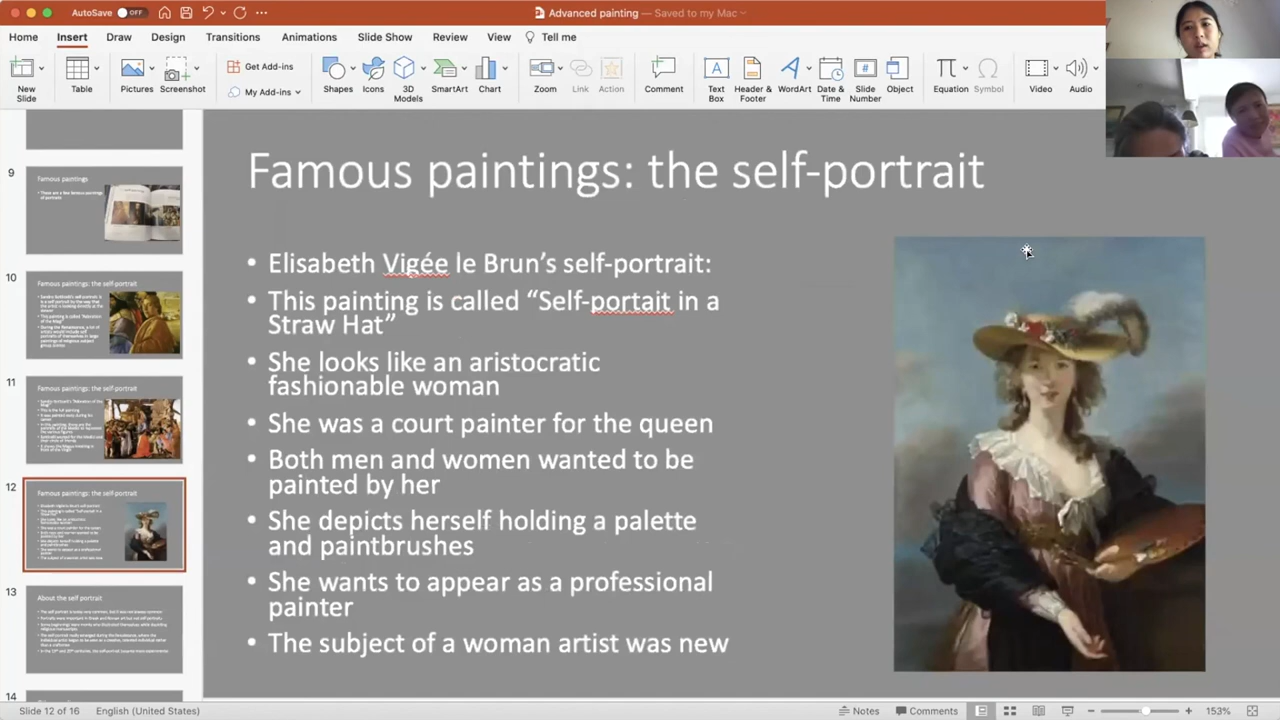 AutoSave OFF
Advanced painting — Saved to my Mac
Home Insert Draw Design Transitions Animations Slide Show Review View Tell me
New Slide
Table
Pictures
Screenshot
Get Add-ins
My Add-ins
Shapes
Icons
3D Models
SmartArt
Chart
Zoom
Link
Action
Comment
Text Box
Header & Footer
WordArt
Date & Time
Slide Number
Object
Equation
Symbol
Video
Audio
9
Famous paintings
10
Famous paintings: the self-portrait
11
Famous paintings: the self-portrait
12
Famous paintings: the self-portrait
13
About the self portrait
14
Famous paintings: the self-portrait
• Elisabeth Vigée le Brun’s self-portrait:
• This painting is called “Self-portait in a
Straw Hat”
• She looks like an aristocratic
fashionable woman
• She was a court painter for the queen
• Both men and women wanted to be
painted by her
• She depicts herself holding a palette
and paintbrushes
• She wants to appear as a professional
painter
• The subject of a woman artist was new
Slide 12 of 16 English (United States)
Notes Comments 153%